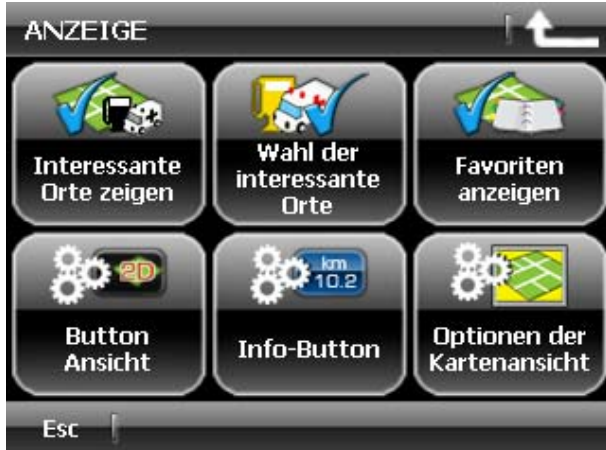 ANZEIGE
Interessante
Orte zeigen
Wahl der
interessante
Orte
Favoriten
anzeigen
2D
Button
Ansicht
km
10.2
Info-Button
Optionen der
Kartenansicht
Esc